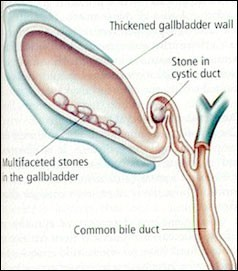 Thickened gallbladder wall
Stone in
cystic duct
Multifaceted stones
in the gallbladder
Common bile duct